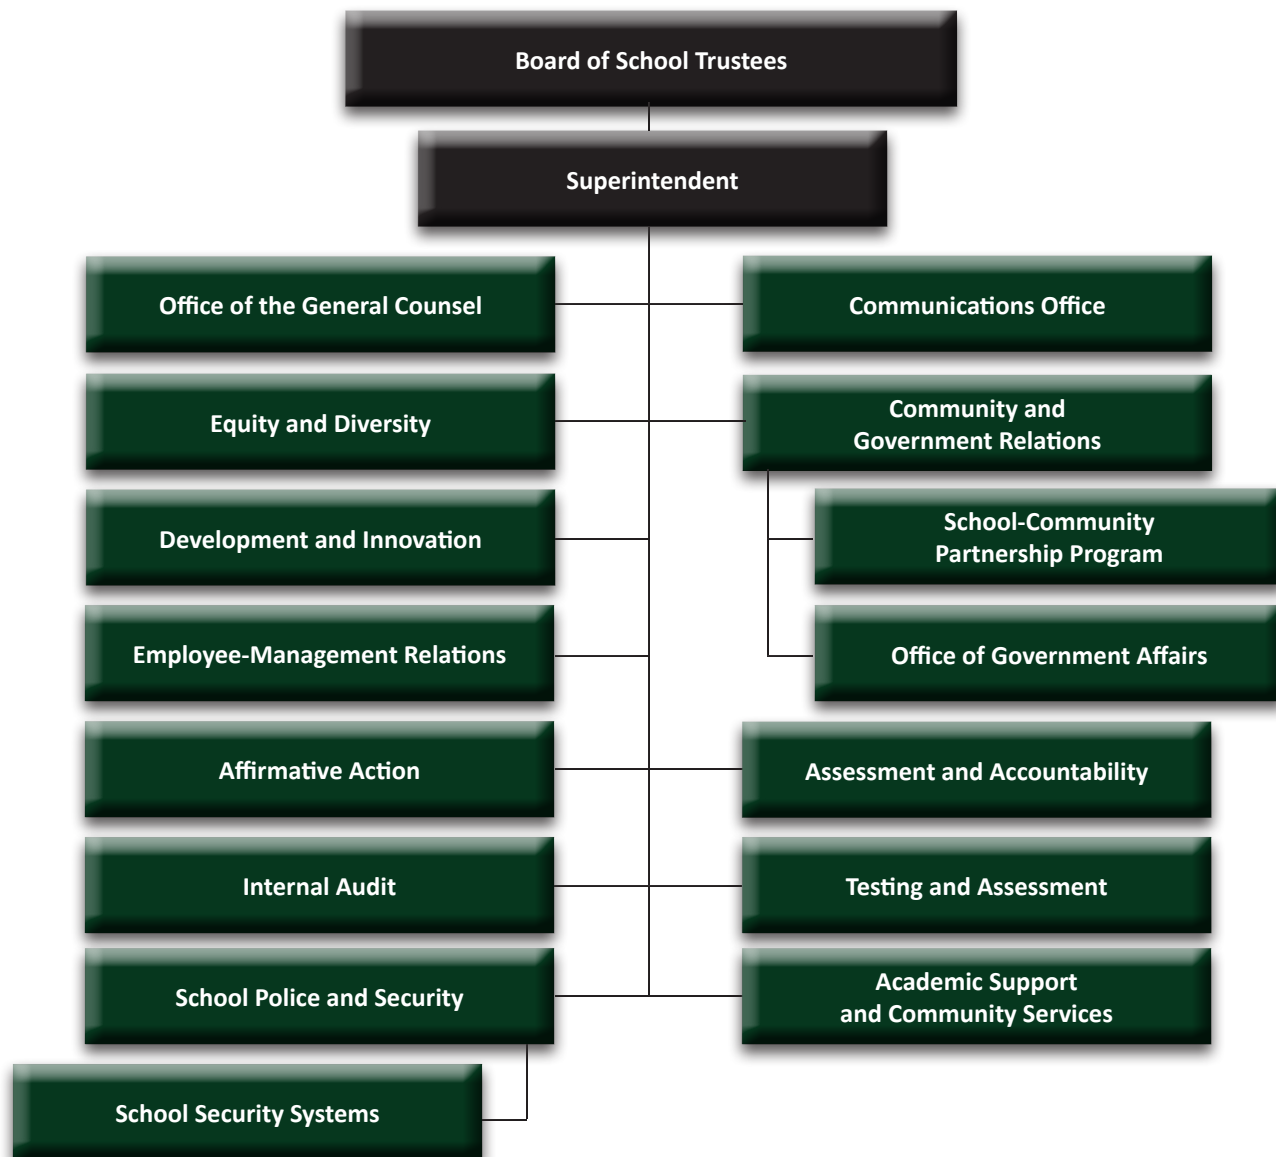 Board of School Trustees
Superintendent
Office of the General Counsel
Communications Office
Equity and Diversity
Community and
Government Relations
Development and Innovation
School-Community
Partnership Program
Employee-Management Relations
Office of Government Affairs
Affirmative Action
Assessment and Accountability
Internal Audit
Testing and Assessment
School Police and Security
Academic Support
and Community Services
School Security Systems